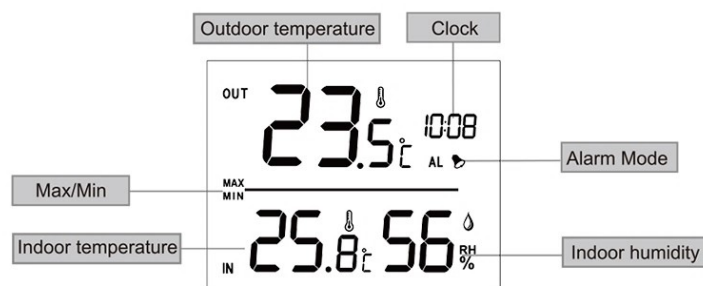 Outdoor temperature
Clock
OUT
23.5°C
10:08
AL
Alarm Mode
Max/Min
MAX
MIN
Indoor temperature
IN
25.8°C
56
RH
%
Indoor humidity